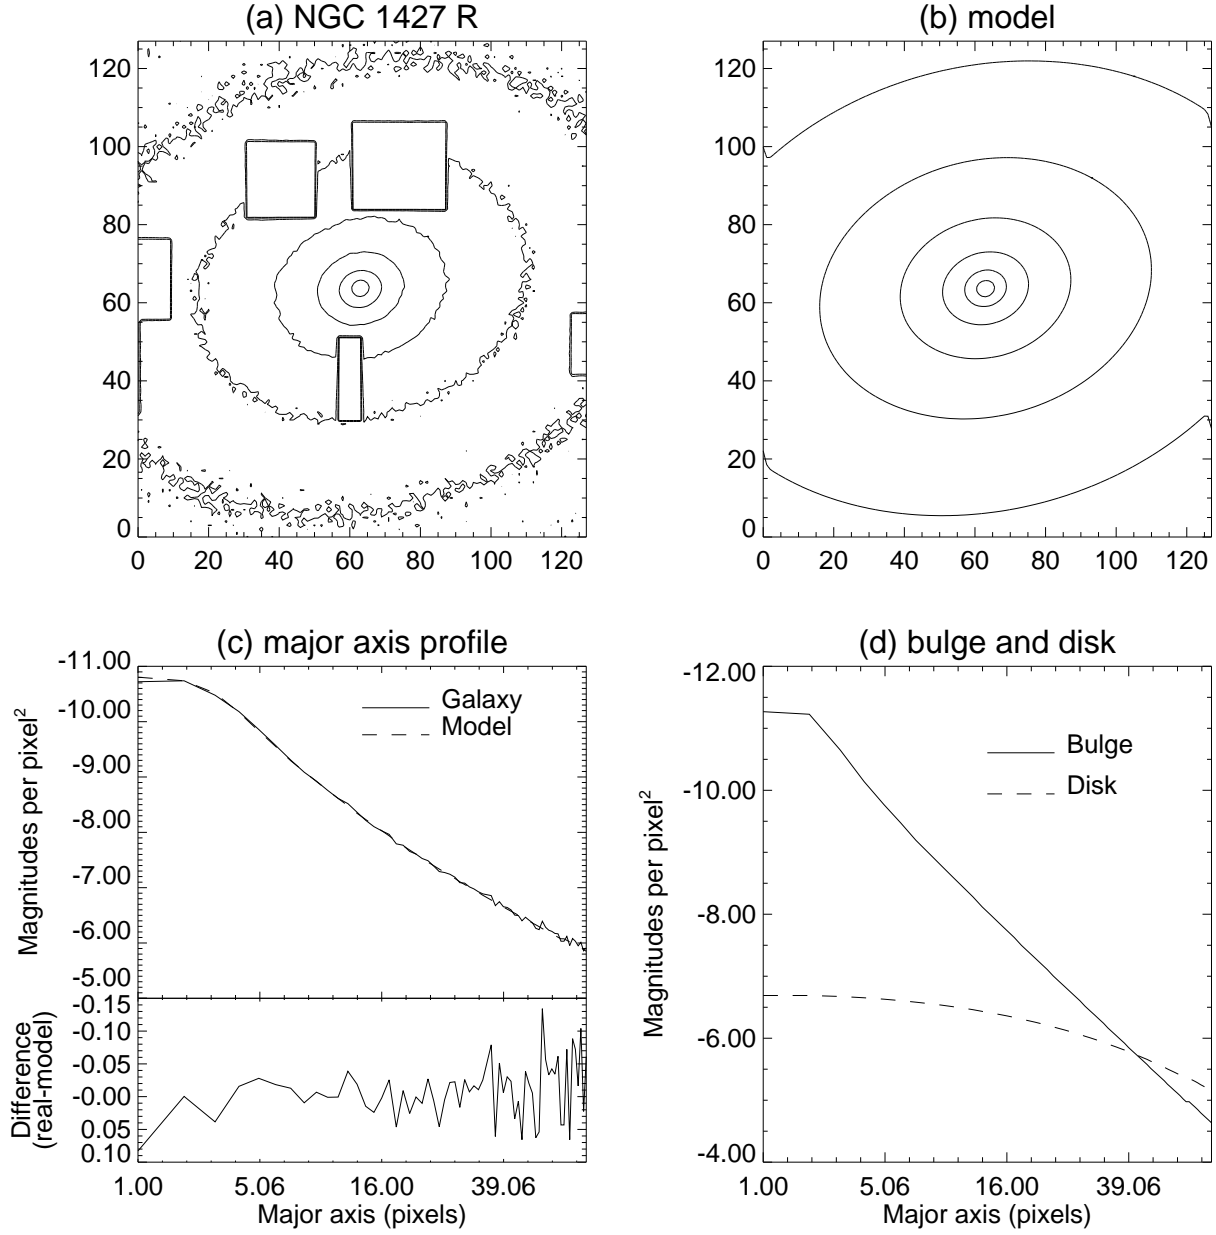 (a) NGC 1427 R
120
100
80
60
40
20
0
0 20 40 60 80 100 120
(b) model
120
100
80
60
40
20
0
0 20 40 60 80 100 120
(c) major axis profile
-11.00
-10.00
-9.00
-8.00
-7.00
-6.00
-5.00
Magnitudes per pixel²
Galaxy
Model
-0.15
-0.10
-0.05
-0.00
0.05
0.10
Difference
(real-model)
1.00 5.06 16.00 39.06
Major axis (pixels)
(d) bulge and disk
-12.00
-10.00
-8.00
-6.00
-4.00
Magnitudes per pixel²
Bulge
Disk
1.00 5.06 16.00 39.06
Major axis (pixels)